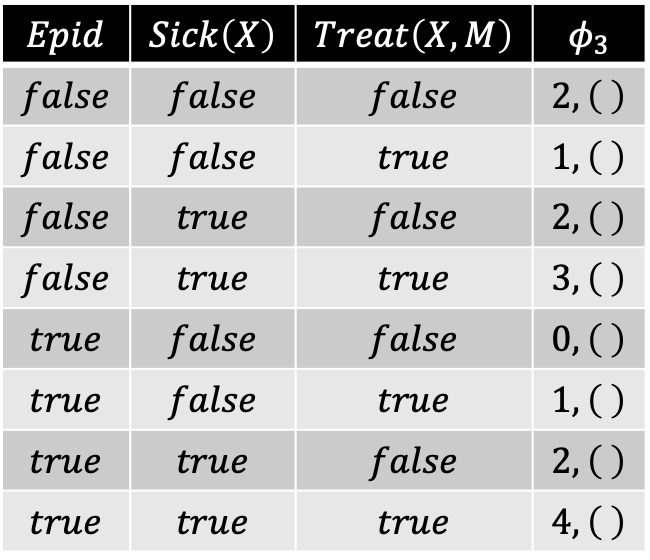 Epid Sick(X) Treat(X, M) ϕ₃
false false false 2, ( )
false false true 1, ( )
false true false 2, ( )
false true true 3, ( )
true false false 0, ( )
true false true 1, ( )
true true false 2, ( )
true true true 4, ( )